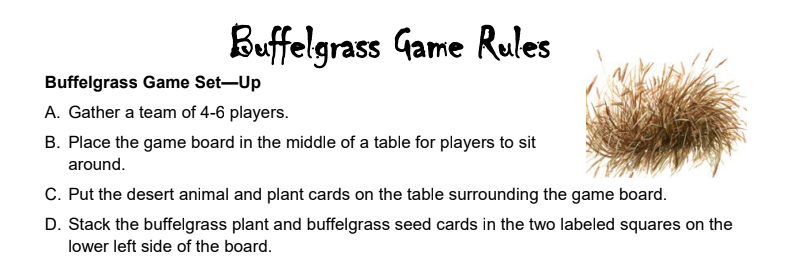 Buffelgrass Game Rules
Buffelgrass Game Set—Up
A. Gather a team of 4-6 players.
B. Place the game board in the middle of a table for players to sit
around.
C. Put the desert animal and plant cards on the table surrounding the game board.
D. Stack the buffelgrass plant and buffelgrass seed cards in the two labeled squares on the
lower left side of the board.